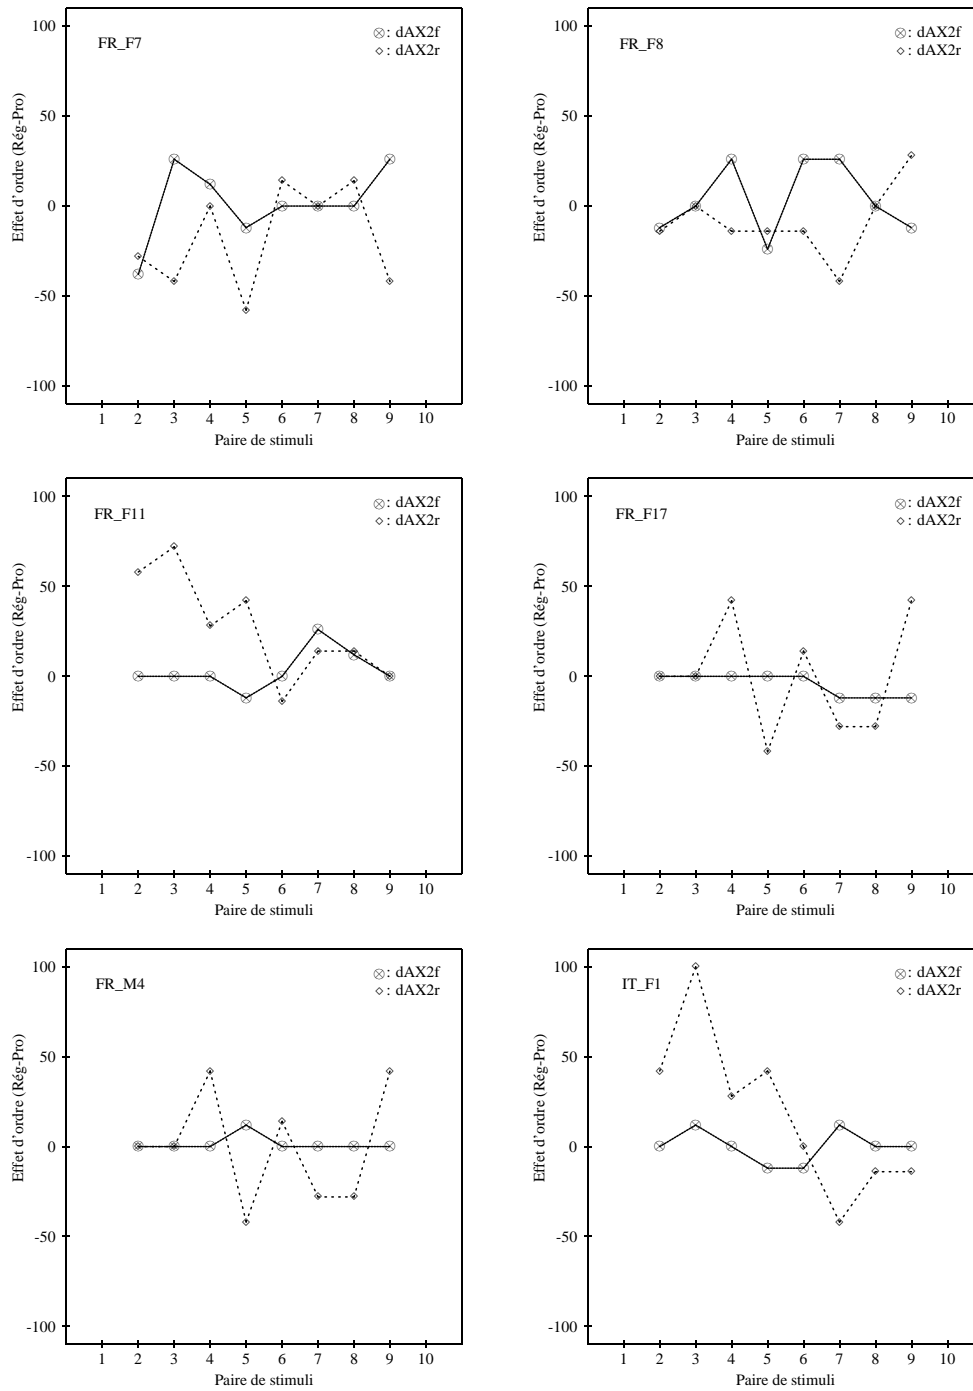 FR_F7
⊗: dAX2f
◇: dAX2r
100
50
0
-50
-100
Effet d'ordre (Rég-Pro)
1 2 3 4 5 6 7 8 9 10
Paire de stimuli
FR_F8
⊗: dAX2f
◇: dAX2r
100
50
0
-50
-100
Effet d'ordre (Rég-Pro)
1 2 3 4 5 6 7 8 9 10
Paire de stimuli
FR_F11
⊗: dAX2f
◇: dAX2r
100
50
0
-50
-100
Effet d'ordre (Rég-Pro)
1 2 3 4 5 6 7 8 9 10
Paire de stimuli
FR_F17
⊗: dAX2f
◇: dAX2r
100
50
0
-50
-100
Effet d'ordre (Rég-Pro)
1 2 3 4 5 6 7 8 9 10
Paire de stimuli
FR_M4
⊗: dAX2f
◇: dAX2r
100
50
0
-50
-100
Effet d'ordre (Rég-Pro)
1 2 3 4 5 6 7 8 9 10
Paire de stimuli
IT_F1
⊗: dAX2f
◇: dAX2r
100
50
0
-50
-100
Effet d'ordre (Rég-Pro)
1 2 3 4 5 6 7 8 9 10
Paire de stimuli